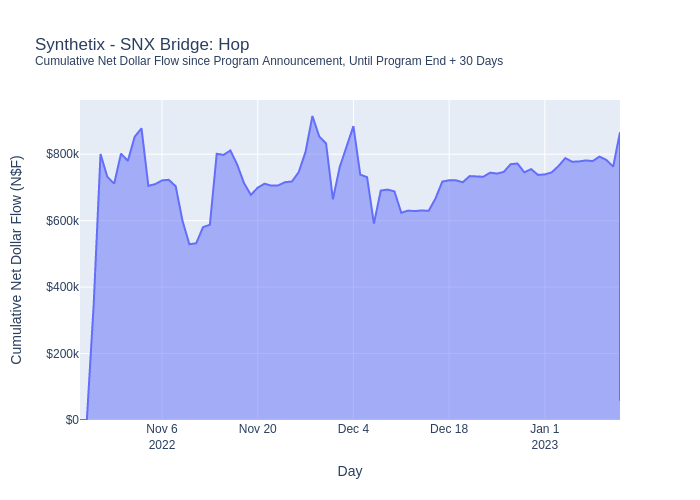 Synthetix - SNX Bridge: Hop
Cumulative Net Dollar Flow since Program Announcement, Until Program End + 30 Days
Cumulative Net Dollar Flow (N$F)
$800k
$600k
$400k
$200k
$0
Nov 6
2022
Nov 20
Dec 4
Dec 18
Jan 1
2023
Day